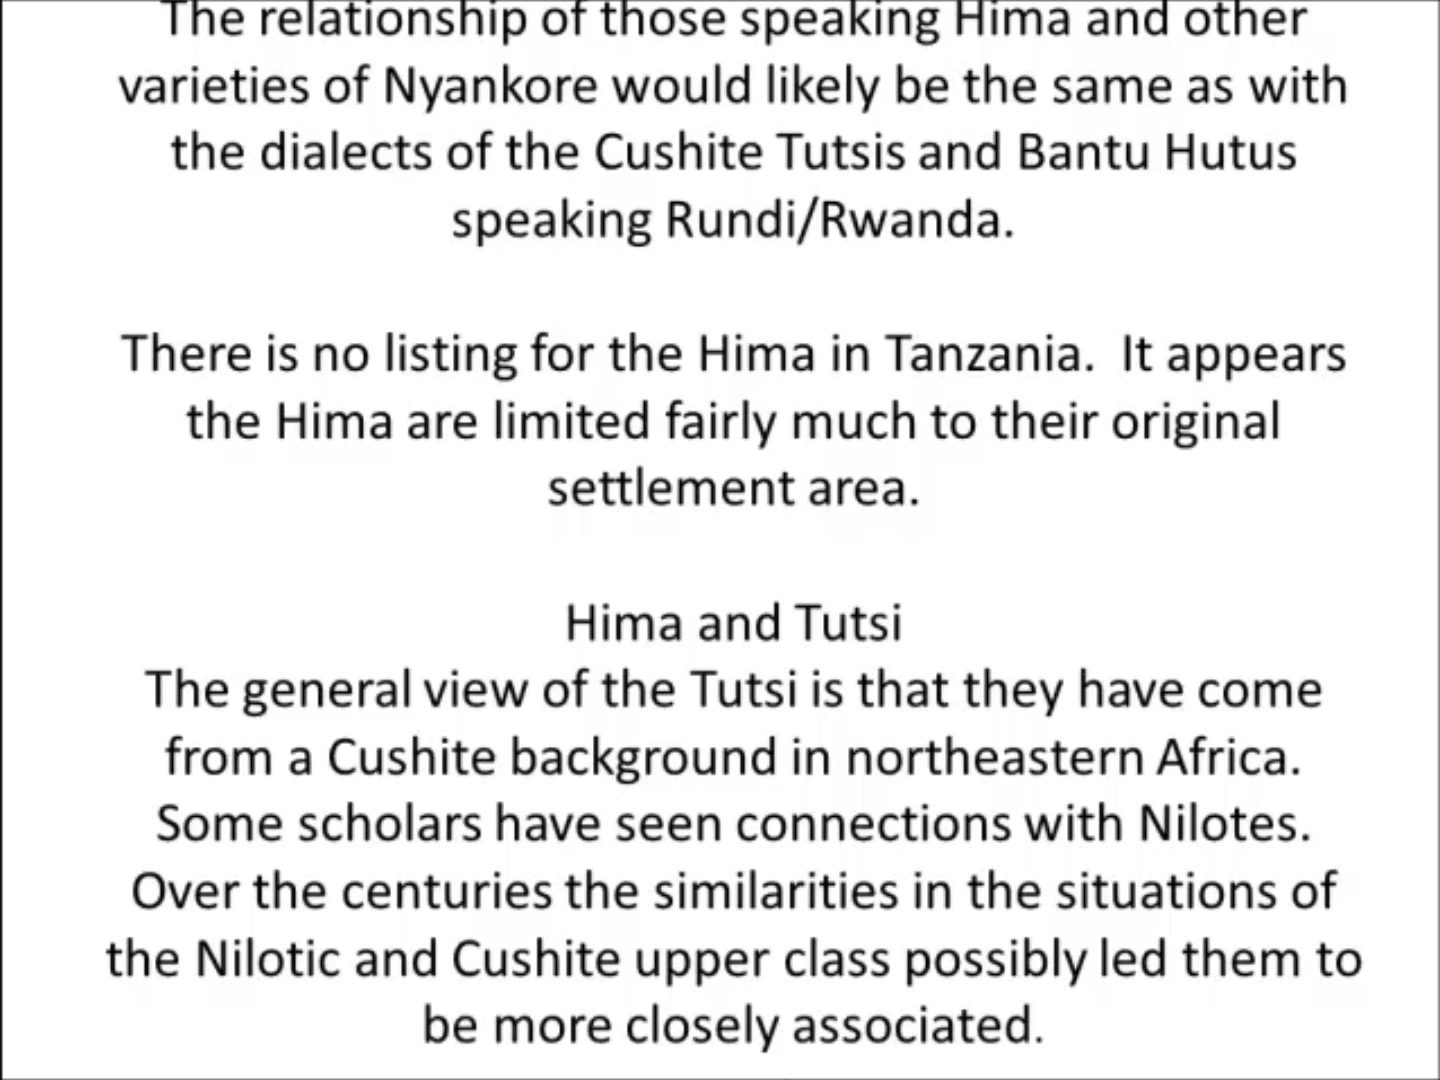 The relationship of those speaking Hima and other
varieties of Nyankore would likely be the same as with
the dialects of the Cushite Tutsis and Bantu Hutus
speaking Rundi/Rwanda.
There is no listing for the Hima in Tanzania.  It appears
the Hima are limited fairly much to their original
settlement area.
Hima and Tutsi
The general view of the Tutsi is that they have come
from a Cushite background in northeastern Africa.
Some scholars have seen connections with Nilotes.
Over the centuries the similarities in the situations of
the Nilotic and Cushite upper class possibly led them to
be more closely associated.